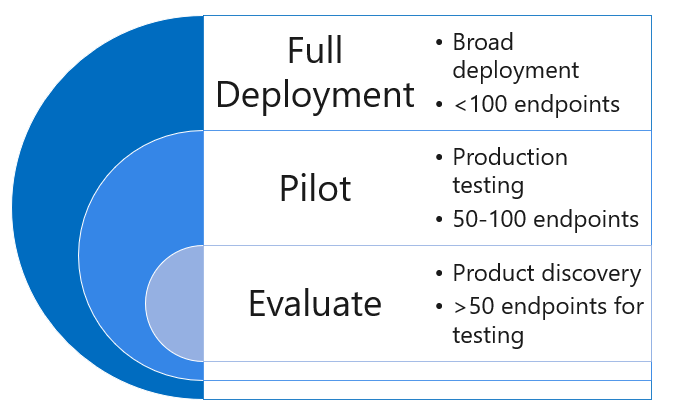 Full
Deployment
• Broad
deployment
• <100 endpoints
Pilot
• Production
testing
• 50-100 endpoints
Evaluate
• Product discovery
• >50 endpoints for
testing